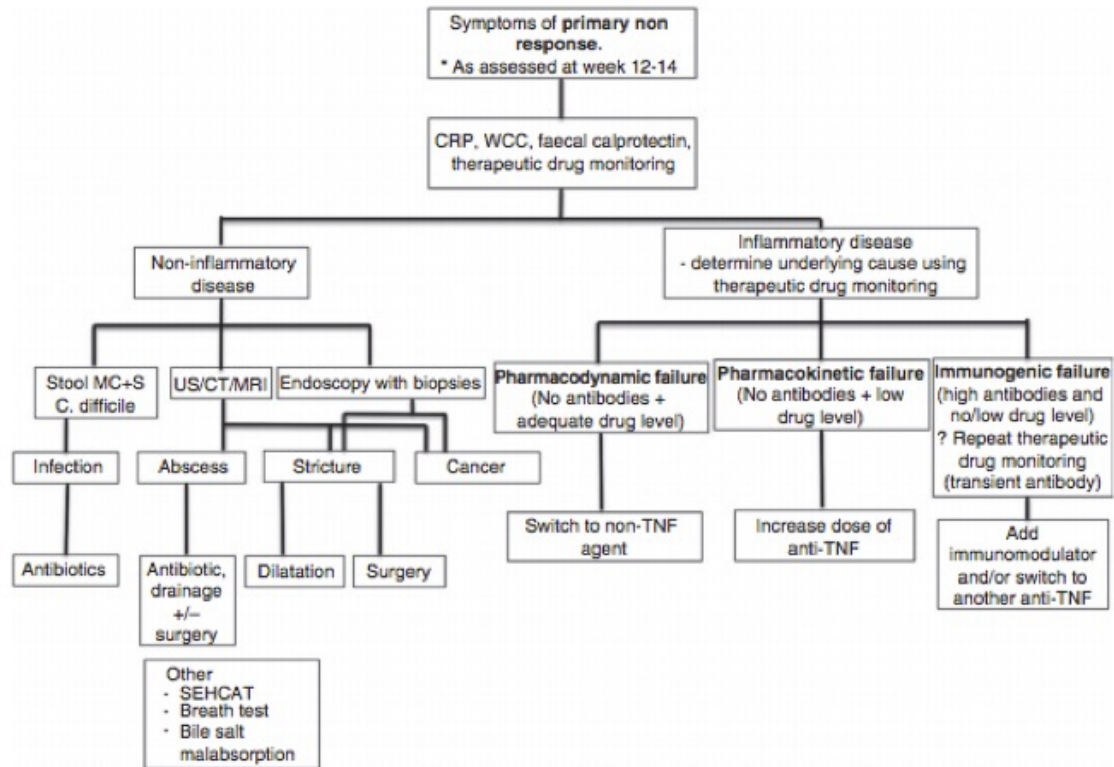 Symptoms of primary non
response.
* As assessed at week 12-14
CRP, WCC, faecal calprotectin,
therapeutic drug monitoring
Non-inflammatory
disease
Inflammatory disease
- determine underlying cause using
therapeutic drug monitoring
Stool MC+S
C. difficile
US/CT/MRI
Endoscopy with biopsies
Pharmacodynamic failure
(No antibodies +
adequate drug level)
Pharmacokinetic failure
(No antibodies + low
drug level)
Immunogenic failure
(high antibodies and
no/low drug level)
? Repeat therapeutic
drug monitoring
(transient antibody)
Infection
Abscess
Stricture
Cancer
Switch to non-TNF
agent
Increase dose of
anti-TNF
Add
immunomodulator
and/or switch to
another anti-TNF
Antibiotics
Antibiotic,
drainage
+/−
surgery
Dilatation
Surgery
Other
- SEHCAT
- Breath test
- Bile salt
malabsorption